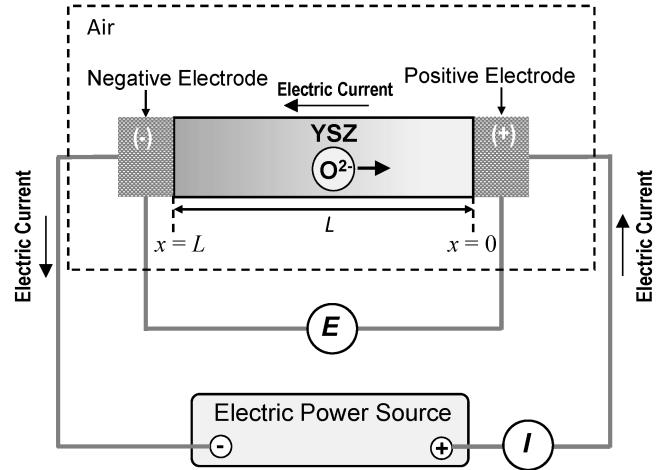 Air
Negative Electrode
Positive Electrode
Electric Current
(-)
(+)
YSZ
O²⁻
L
x = L
x = 0
Electric Current
Electric Current
E
Electric Power Source
-
+
I